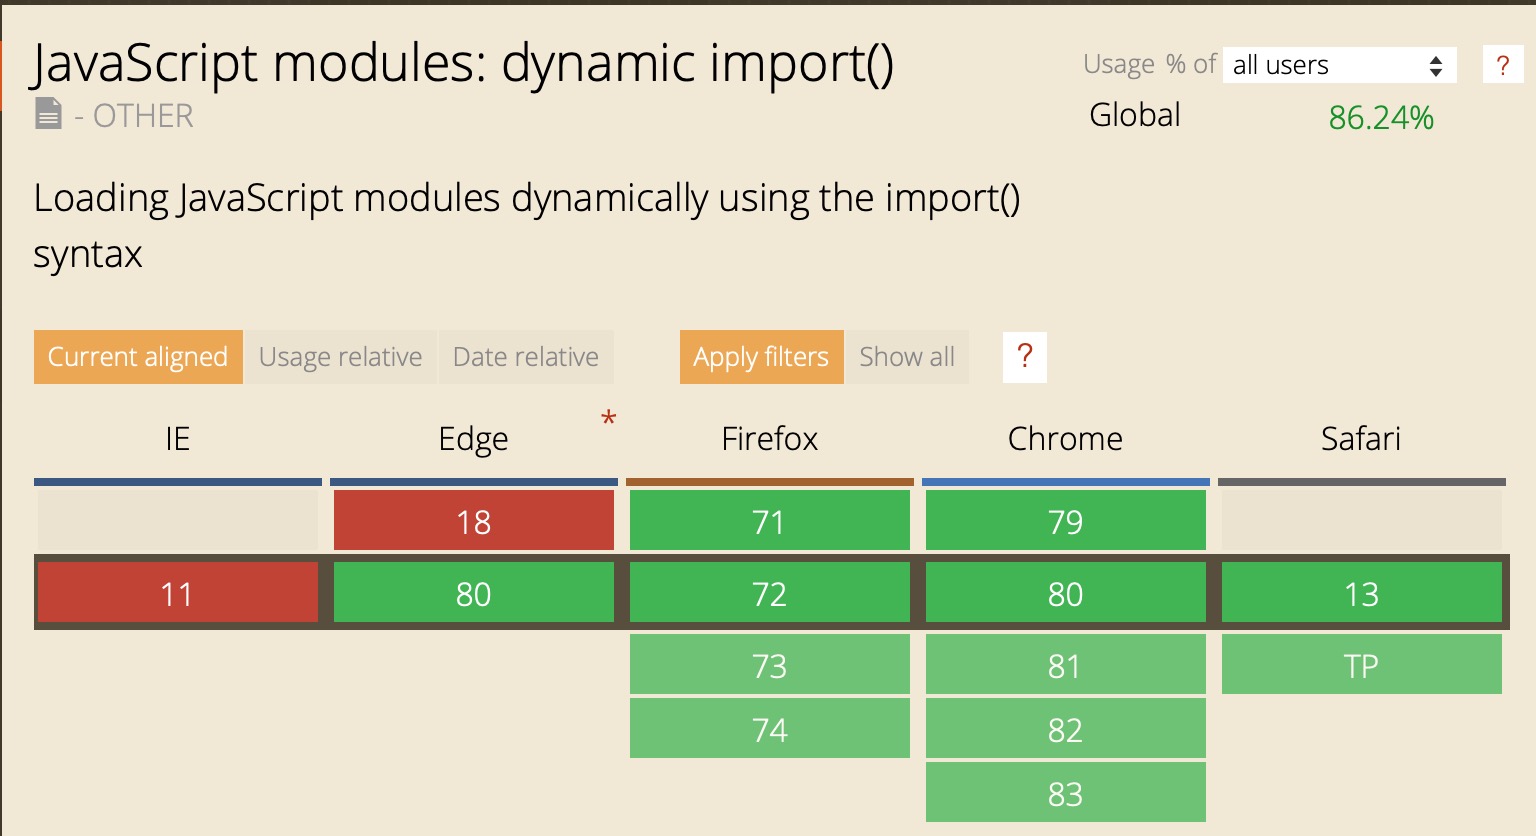 JavaScript modules: dynamic import()
Usage % of all users ?
- OTHER
Global 86.24%
Loading JavaScript modules dynamically using the import()
syntax
Current aligned Usage relative Date relative Apply filters Show all ?
IE Edge * Firefox Chrome Safari
18 71 79
11 80 72 80 13
73 81 TP
74 82
83